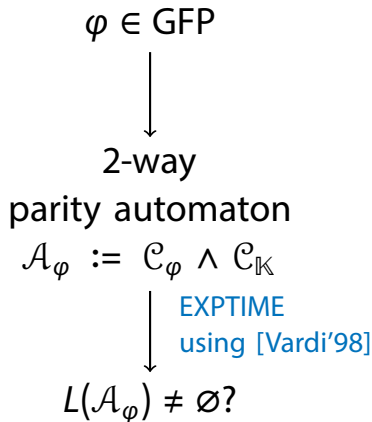 φ ∈ GFP
2-way
parity automaton
𝒜_φ := 𝒞_φ ∧ 𝒞_𝕂
EXPTIME
using [Vardi'98]
L(𝒜_φ) ≠ ∅?